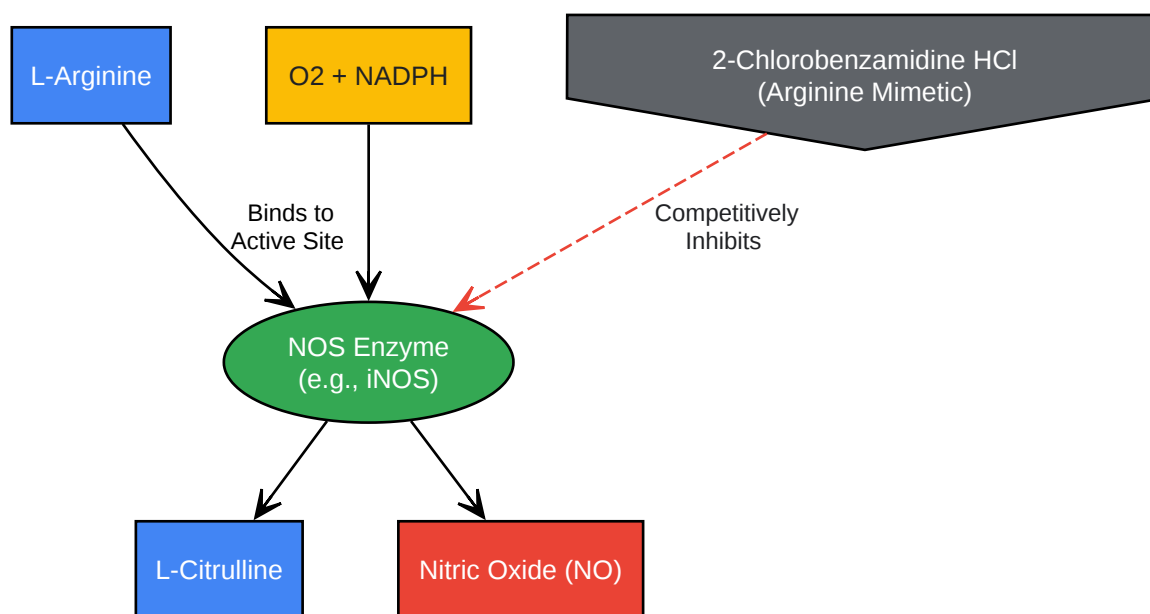 L-Arginine
O2 + NADPH
2-Chlorobenzamidine HCl
(Arginine Mimetic)
Binds to
Active Site
Competitively
Inhibits
NOS Enzyme
(e.g., iNOS)
L-Citrulline
Nitric Oxide (NO)